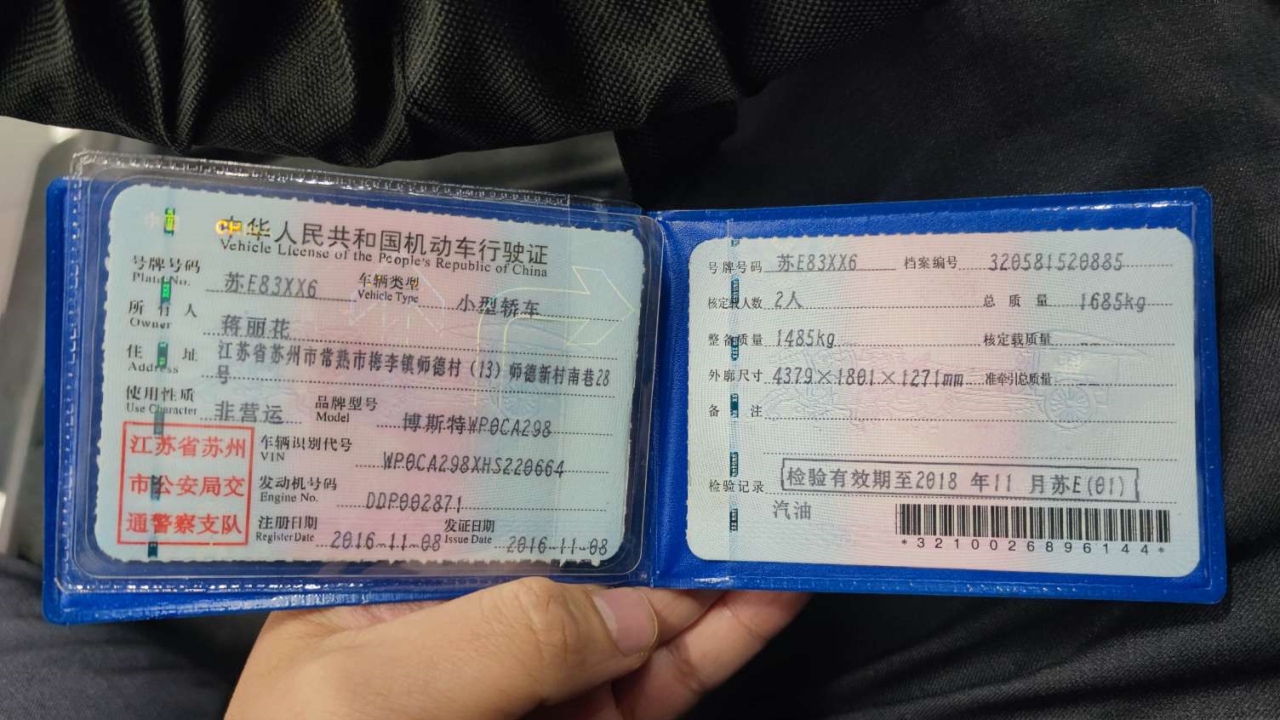 中华人民共和国机动车行驶证
Vehicle License of the People's Republic of China
号牌号码 苏E83XX6 车辆类型 小型轿车
Plate No. Vehicle Type
所有人 蒋丽花
Owner
住址 江苏省苏州市常熟市梅李镇师德村(13)师德新村南巷28
Address 号
使用性质 非营运 品牌型号 博斯特WP0CA298
Use Character Model
江苏省苏州
市公安局交
通警察支队
车辆识别代号 WP0CA298XHS220664
VIN
发动机号码 DDP002871
Engine No.
注册日期 2016-11-08 发证日期 2016-11-08
Register Date Issue Date
号牌号码 苏E83XX6 档案编号 320581520885
核定载人数 2人 总质量 1685kg
整备质量 1485kg 核定载质量 --
外廓尺寸 4379×1801×1271mm 准牵引总质量 --
备注
检验记录 检验有效期至2018 年11 月苏E(01)
汽油
*3210026896144*